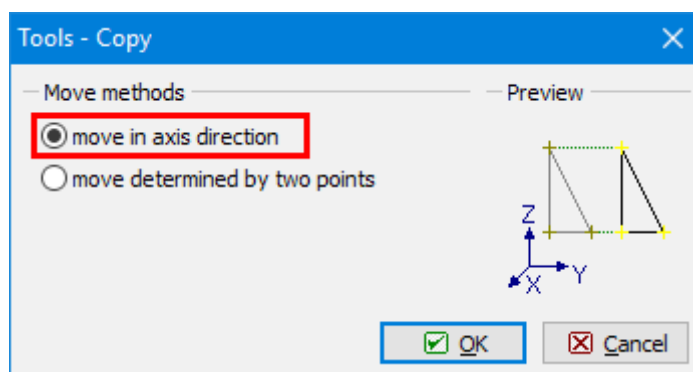 Tools - Copy
Move methods
Preview
move in axis direction
move determined by two points
Z
Y
X
OK
Cancel